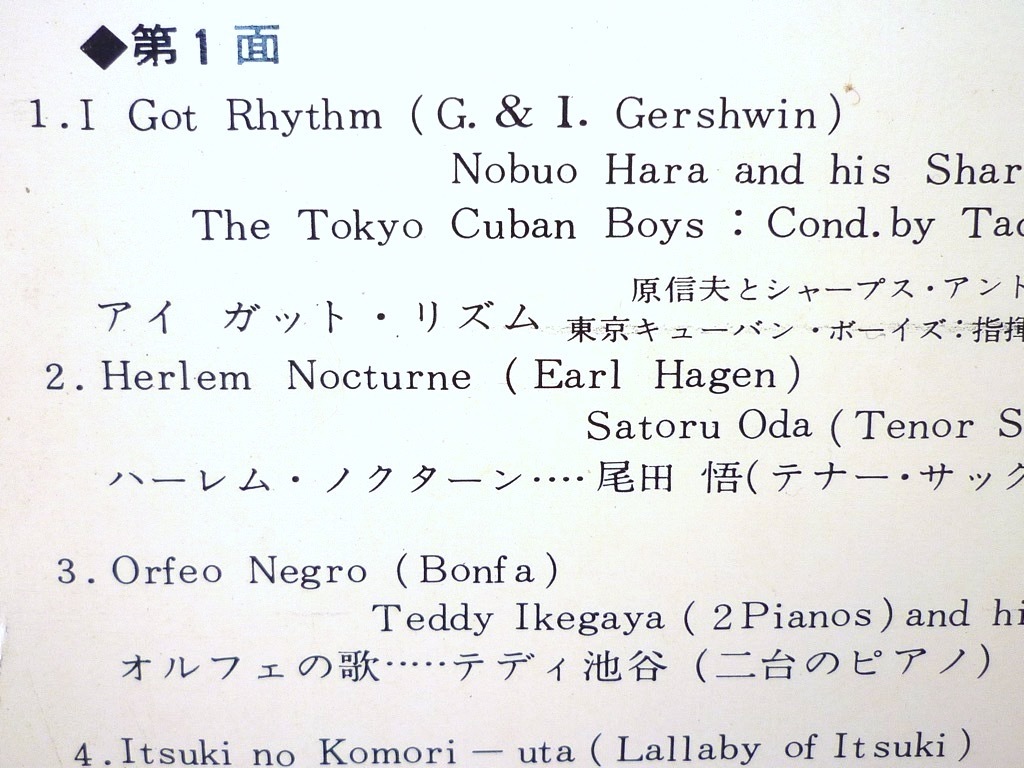 ◆第1面
1. I Got Rhythm (G. & I. Gershwin)
Nobuo Hara and his
The Tokyo Cuban Boys : Cond. by
原信夫とシャープス・アンド
アイ ガット・リズム 東京キューバン・ボーイズ：指揮
2. Herlem Nocturne (Earl Hagen)
Satoru Oda (Tenor
ハーレム・ノクターン‥‥尾田 悟(テナー・サック
3. Orfeo Negro (Bonfa)
Teddy Ikegaya (2Pianos) and
オルフェの歌‥‥‥テディ池谷 (二台のピアノ)
4. Itsuki no Komori — uta (Lallaby of Itsuki)